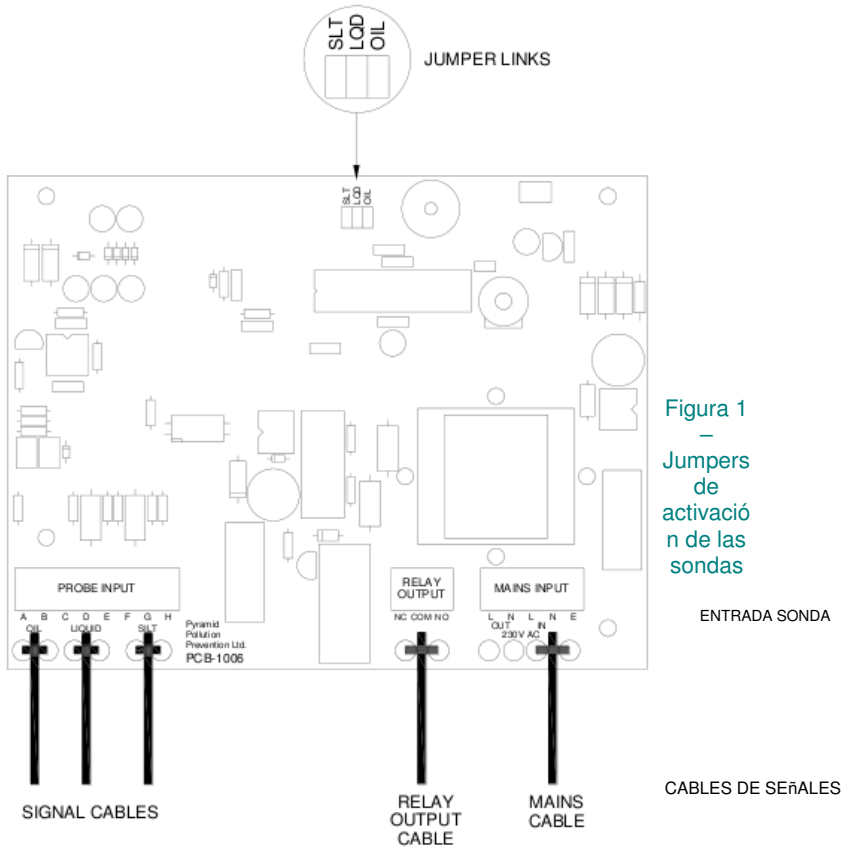 SLT
LQD
OIL
JUMPER LINKS
SLT
LQD
OIL
Figura 1
–
Jumpers
de
activació
n de las
sondas
PROBE INPUT
RELAY
OUTPUT
MAINS INPUT
A B C D E F G H
OIL LIQUID SILT
Pyramid
Pollution
Prevention Ltd.
PCB-1006
NC COM NO
L N L N E
OUT IN
230V AC
ENTRADA SONDA
SIGNAL CABLES
RELAY
OUTPUT
CABLE
MAINS
CABLE
CABLES DE SEñALES